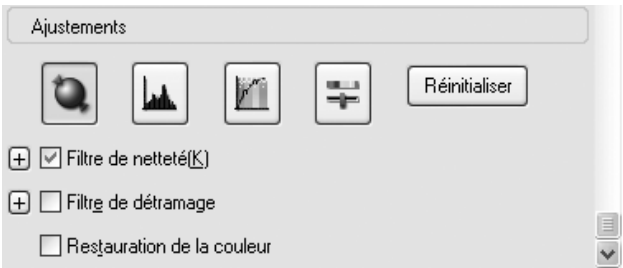 Ajustements
Réinitialiser
Filtre de netteté(K)
Filtre de détramage
Restauration de la couleur